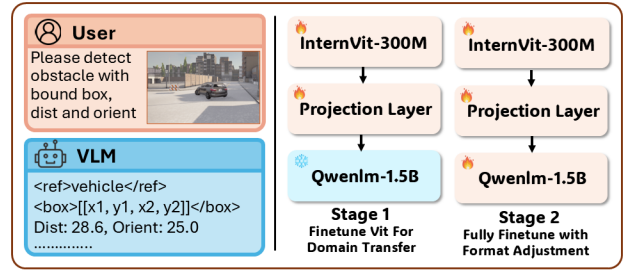 User
Please detect
obstacle with
bound box,
dist and orient
VLM
<ref>vehicle</ref>
<box>[[x1, y1, x2, y2]]</box>
Dist: 28.6, Orient: 25.0
..............
InternVit-300M
Projection Layer
Qwenlm-1.5B
Stage 1
Finetune Vit For
Domain Transfer
InternVit-300M
Projection Layer
Qwenlm-1.5B
Stage 2
Fully Finetune with
Format Adjustment